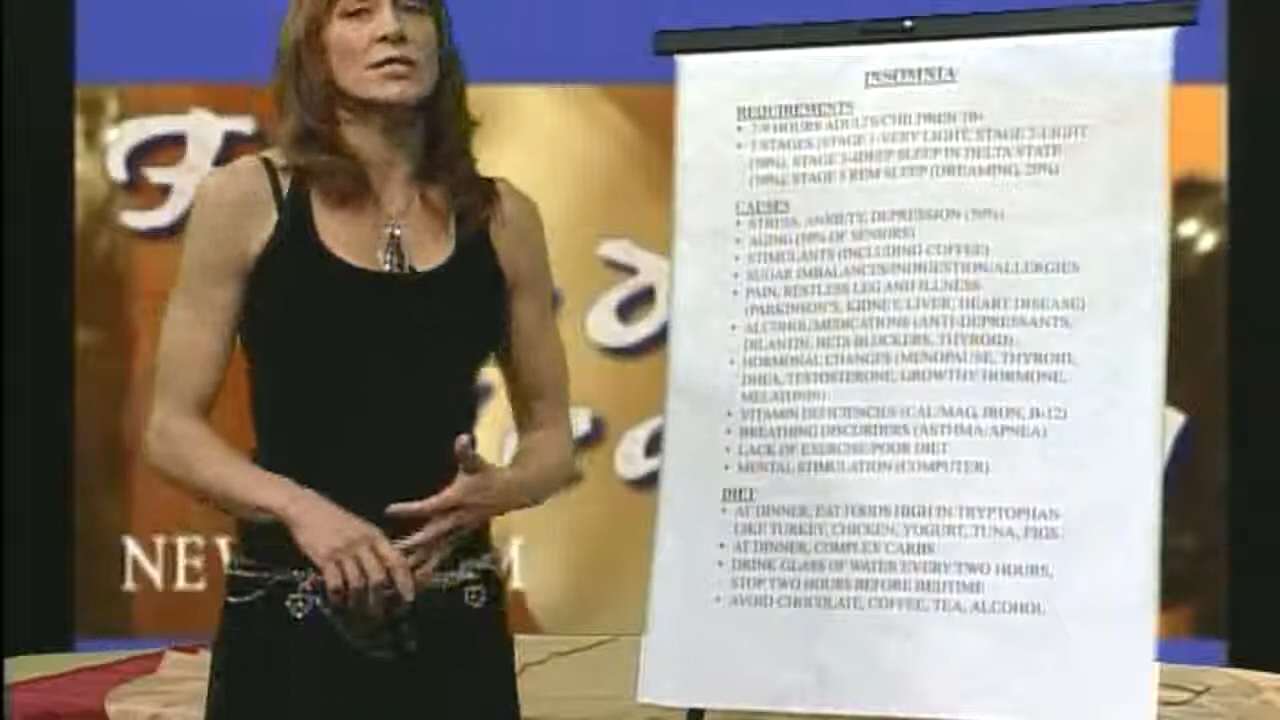 INSOMNIA
REQUIREMENTS
• 7-9 HOURS ADULTS/CHILDREN 10+
• 5 STAGES (STAGE 1-VERY LIGHT, STAGE 2-LIGHT
(50%), STAGE 3-DEEP SLEEP IN DELTA STATE
STAGE 5 REM SLEEP (DREAMING, 20%)
CAUSES
• STRESS, ANXIETY, DEPRESSION (50%)
• AGING (50% OF SENIORS)
• STIMULANTS (INCLUDING COFFEE)
• SUGAR IMBALANCES/INDIGESTION/ALLERGIES
• PAIN, RESTLESS LEG AND ILLNESS
(PARKINSON'S, KIDNEY, LIVER, HEART DISEASE)
• ALCOHOL/MEDICATIONS (ANTI-DEPRESSANTS,
DILANTIN, BETA BLOCKERS, THYROID)
• HORMONAL CHANGES (MENOPAUSE, THYROID,
DHEA, TESTOSTERONE, GROWTHY HORMONE,
MELATONIN)
• VITAMIN DEFICIENCIES (CAL/MAG, IRON, B-12)
• BREATHING DISCORDERS (ASTHMA/APNEA)
• LACK OF EXERCISE/POOR DIET
• MENTAL STIMULATION (COMPUTER)
DIET
• AT DINNER, EAT FOODS HIGH IN TRYPTOPHAN
LIKE TURKEY, CHICKEN, YOGURT, TUNA, FIGS
• AT DINNER, COMPLEX CARBS
• DRINK GLASS OF WATER EVERY TWO HOURS,
STOP TWO HOURS BEFORE BEDTIME
• AVOID CHOCOLATE, COFFEE, TEA, ALCOHOL